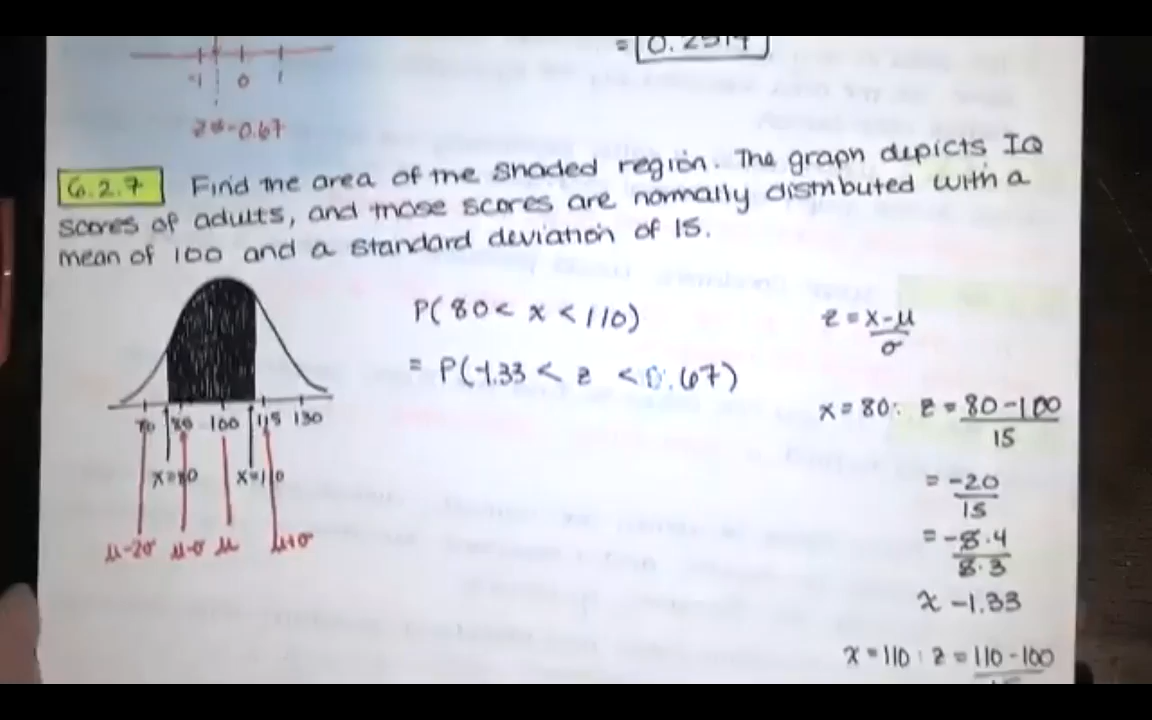 = 0.2514
-1 0 1
z=-0.67
6.2.7 Find the area of the shaded region. The graph depicts IQ
scores of adults, and those scores are normally distributed with a
mean of 100 and a standard deviation of 15.
P(80 < x < 110)
z = x-μ
σ
= P(-1.33 < z < 0.67)
x = 80: z = 80-100
15
70 100 115 130
x=80 x=110
= -20
15
μ-2σ μ-σ μ μ+σ
= -5·4
5·3
≈ -1.33
x = 110: z = 110-100
15